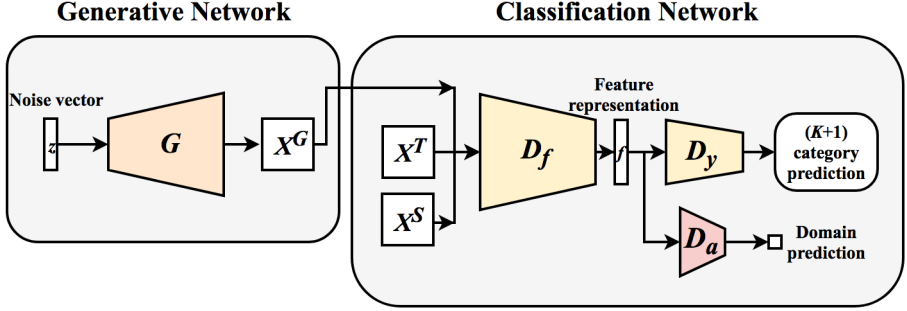 Generative Network
Classification Network
Noise vector
z
G
X^G
X^T
X^S
D_f
Feature
representation
f
D_y
(K+1)
category
prediction
D_a
Domain
prediction